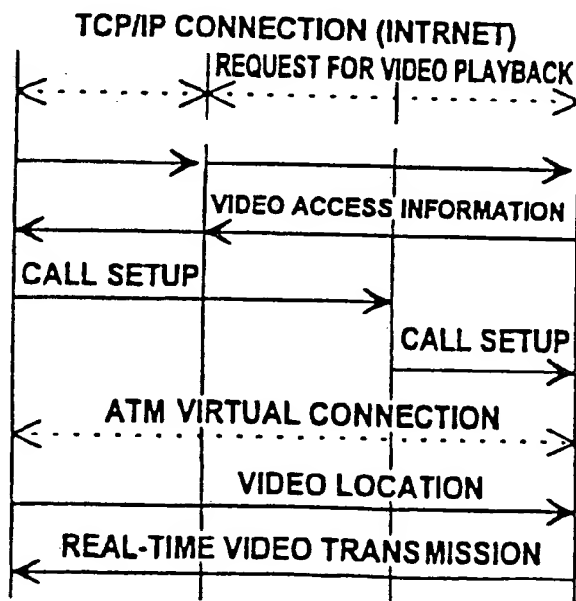 TCP/IP CONNECTION (INTRNET)
REQUEST FOR VIDEO PLAYBACK
VIDEO ACCESS INFORMATION
CALL SETUP
CALL SETUP
ATM VIRTUAL CONNECTION
VIDEO LOCATION
REAL-TIME VIDEO TRANSMISSION